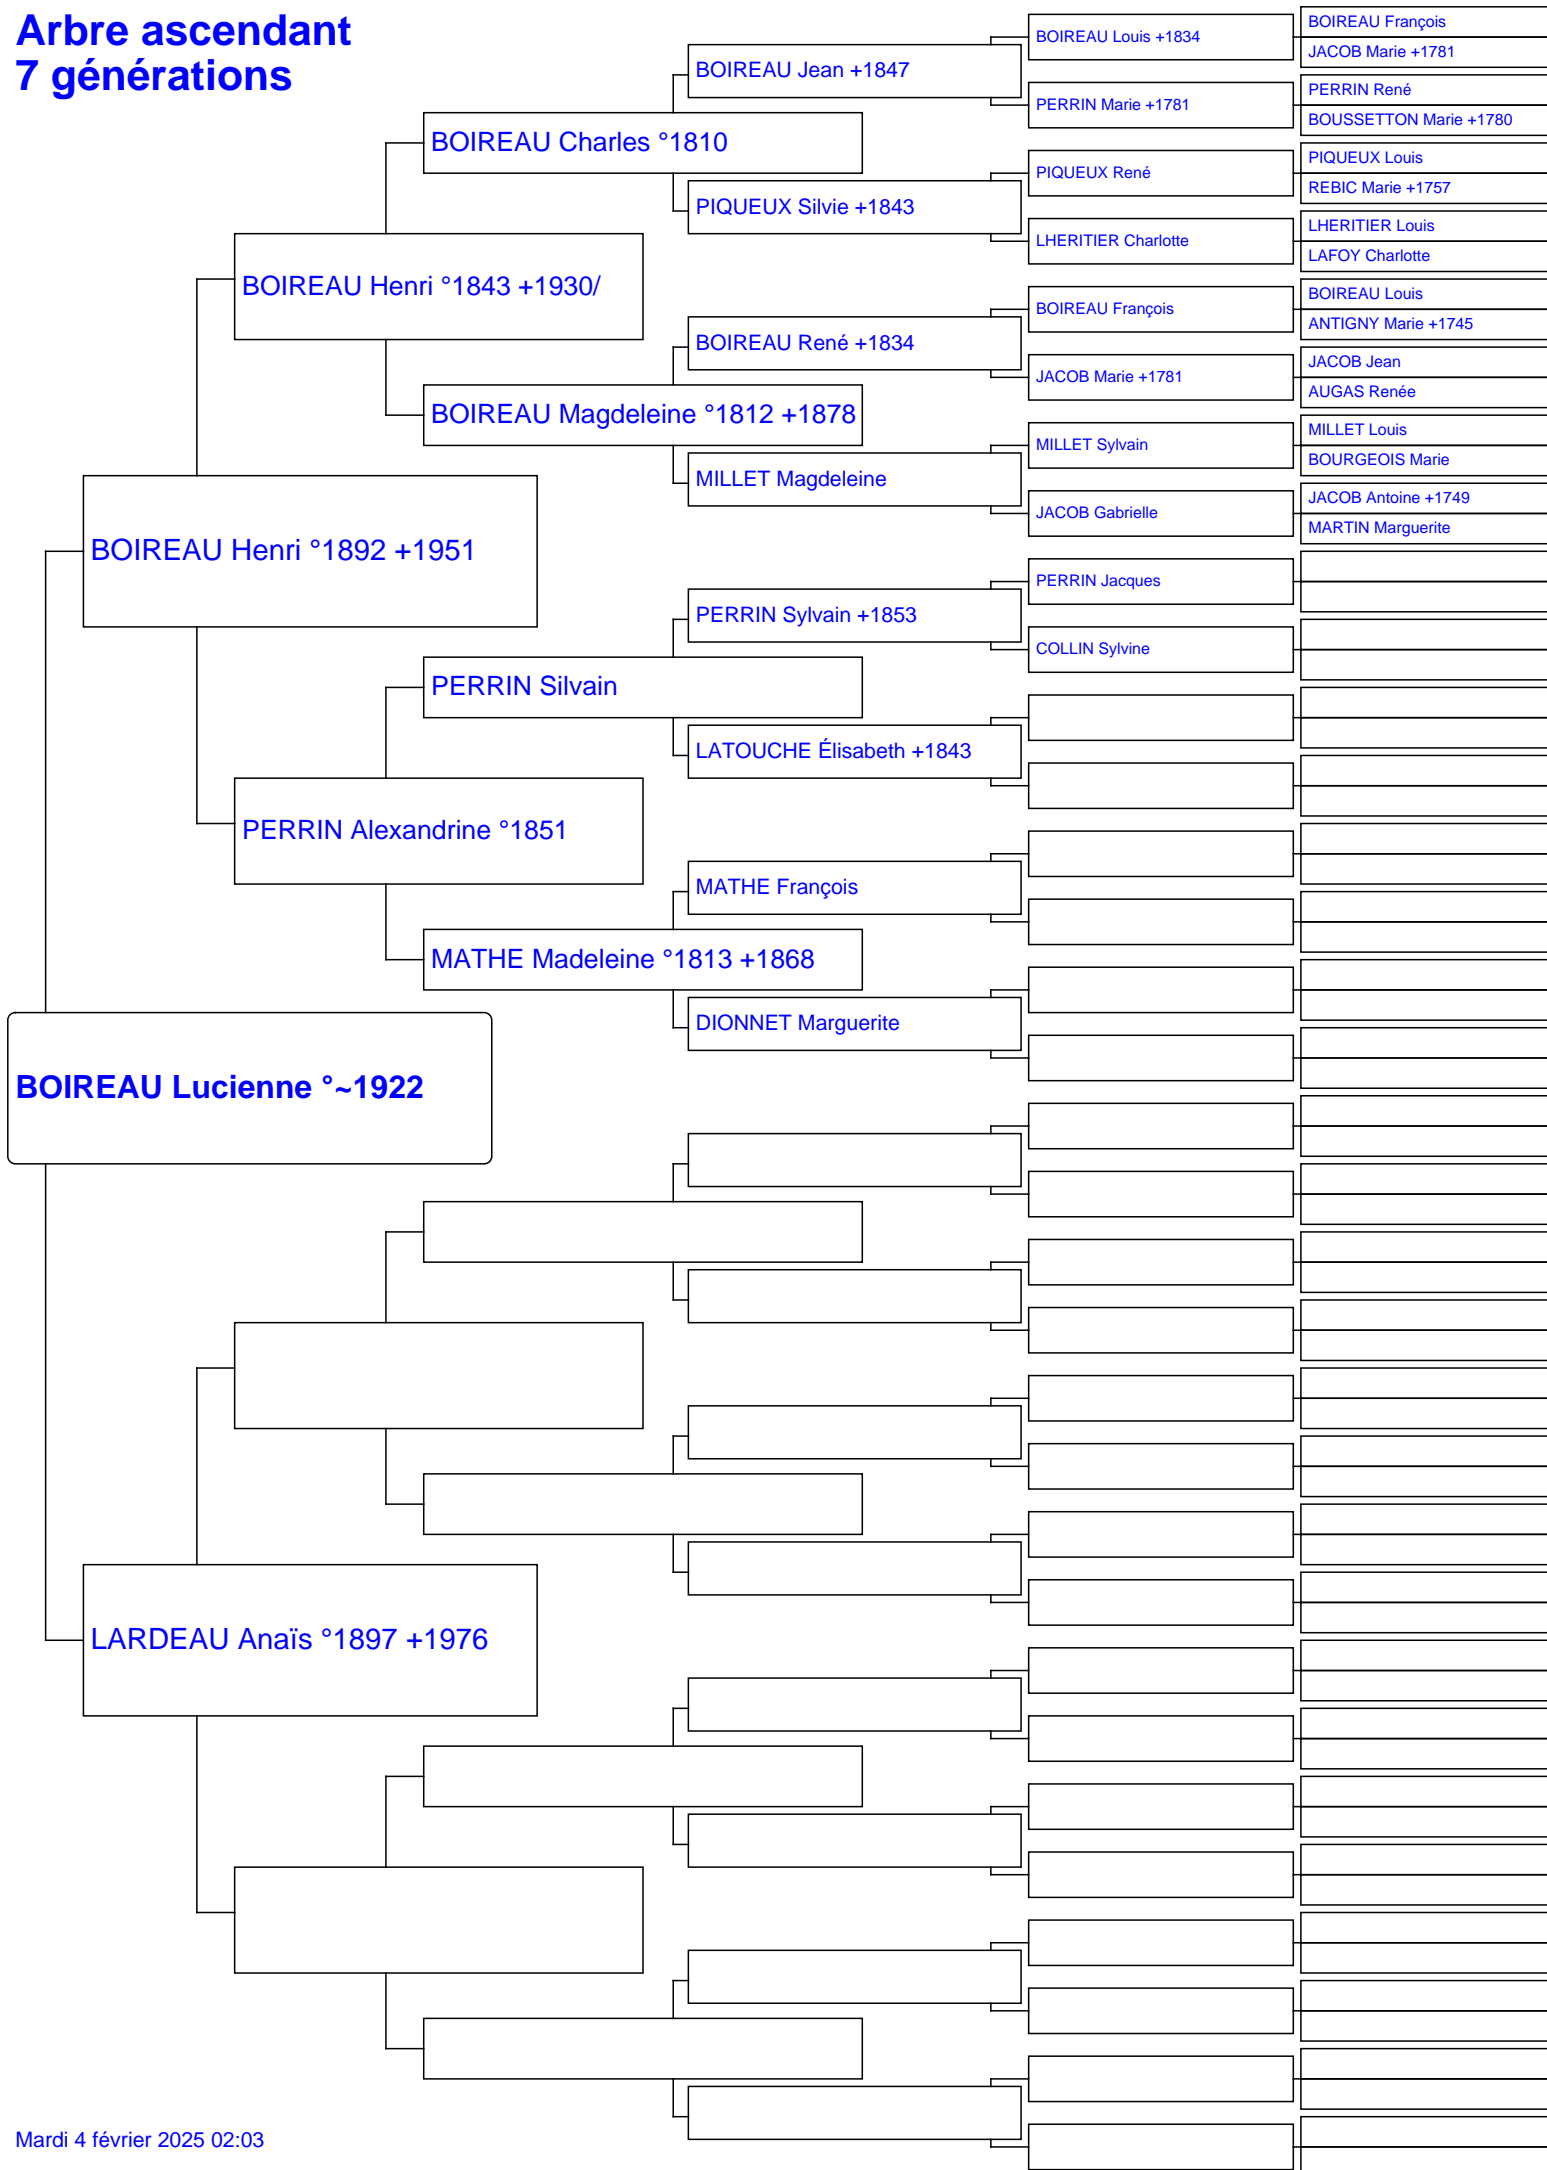 Arbre ascendant
7 générations
BOIREAU Lucienne °~1922
BOIREAU Henri °1892 +1951
LARDEAU Anaïs °1897 +1976
BOIREAU Henri °1843 +1930/
PERRIN Alexandrine °1851
BOIREAU Charles °1810
BOIREAU Magdeleine °1812 +1878
PERRIN Silvain
MATHE Madeleine °1813 +1868
BOIREAU Jean +1847
PIQUEUX Silvie +1843
BOIREAU René +1834
MILLET Magdeleine
PERRIN Sylvain +1853
LATOUCHE Élisabeth +1843
MATHE François
DIONNET Marguerite
BOIREAU Louis +1834
PERRIN Marie +1781
PIQUEUX René
LHERITIER Charlotte
BOIREAU François
JACOB Marie +1781
MILLET Sylvain
JACOB Gabrielle
PERRIN Jacques
COLLIN Sylvine
BOIREAU François
JACOB Marie +1781
PERRIN René
BOUSSETTON Marie +1780
PIQUEUX Louis
REBIC Marie +1757
LHERITIER Louis
LAFOY Charlotte
BOIREAU Louis
ANTIGNY Marie +1745
JACOB Jean
AUGAS Renée
MILLET Louis
BOURGEOIS Marie
JACOB Antoine +1749
MARTIN Marguerite
Mardi 4 février 2025 02:03